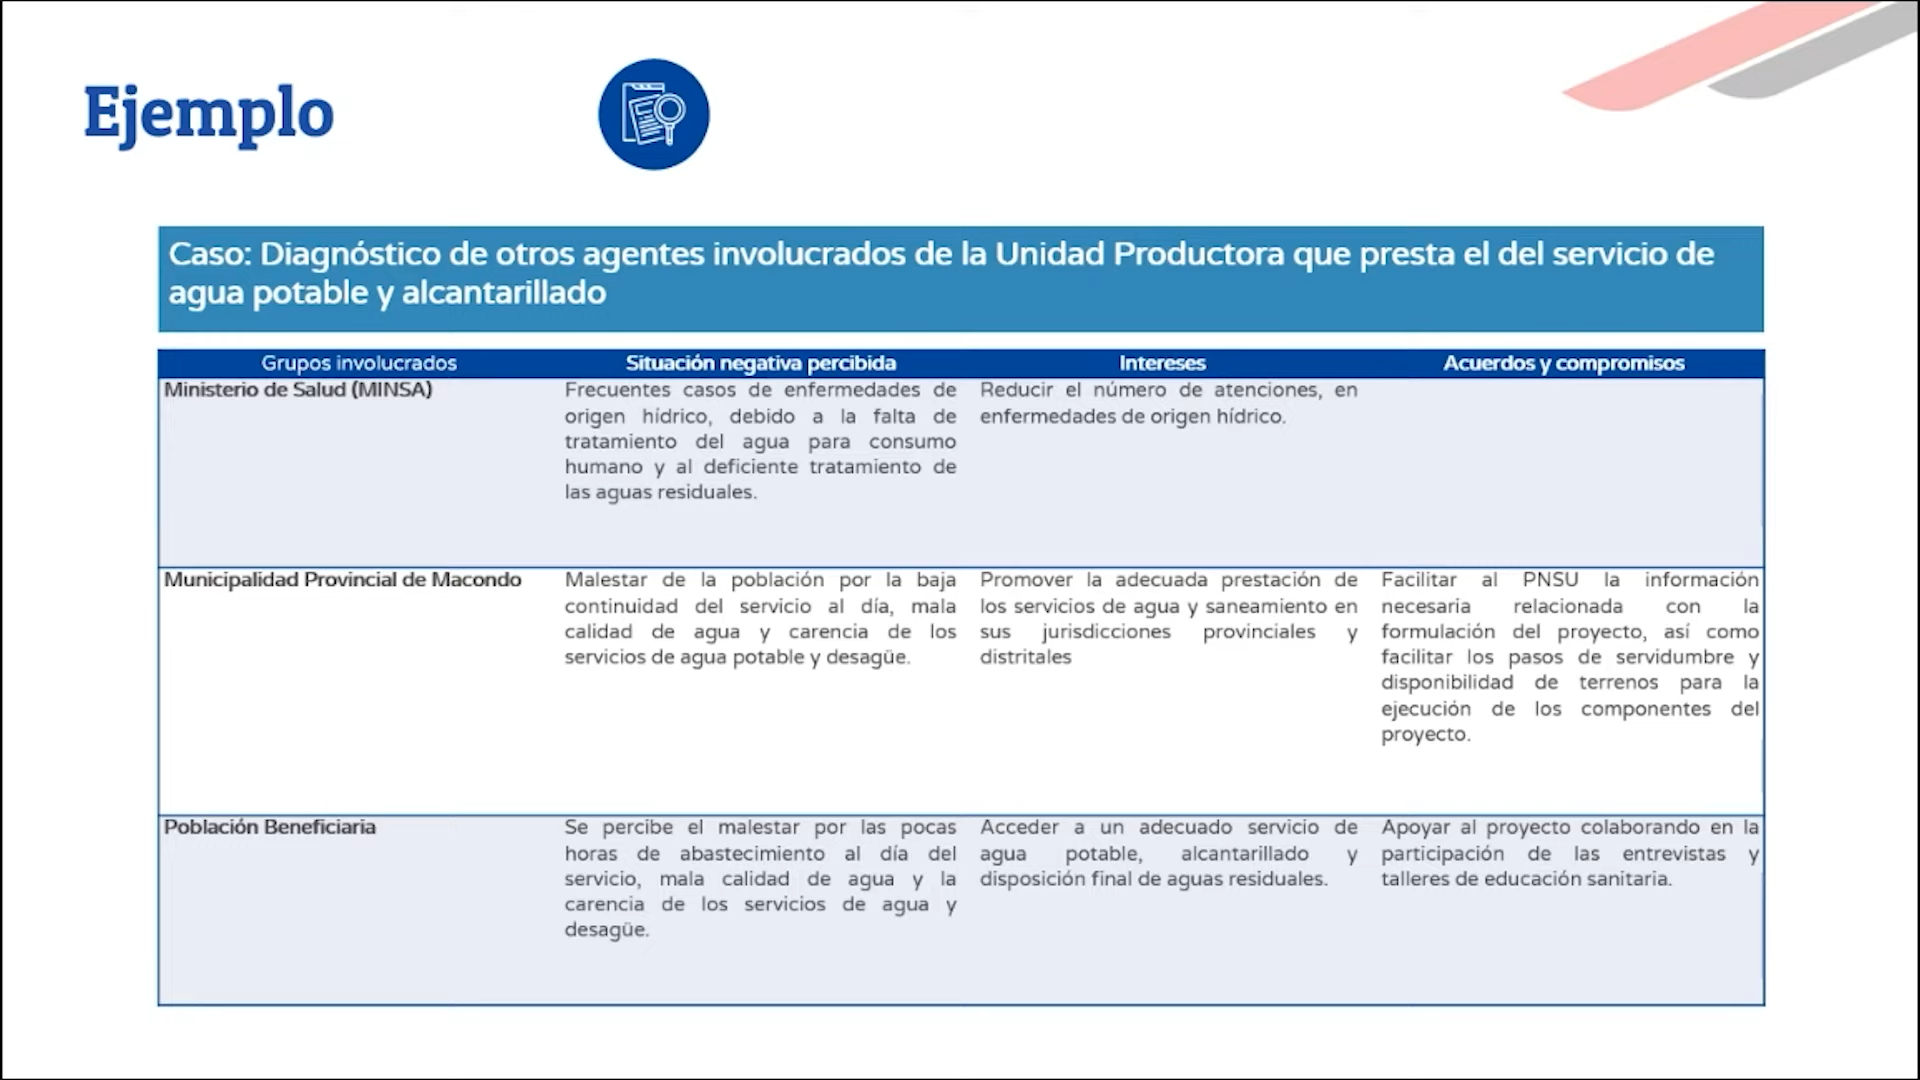 Ejemplo
Caso: Diagnóstico de otros agentes involucrados de la Unidad Productora que presta el del servicio de
agua potable y alcantarillado
Grupos involucrados
Situación negativa percibida
Intereses
Acuerdos y compromisos
Ministerio de Salud (MINSA)
Frecuentes casos de enfermedades de
origen hídrico, debido a la falta de
tratamiento del agua para consumo
humano y al deficiente tratamiento de
las aguas residuales.
Reducir el número de atenciones, en
enfermedades de origen hídrico.
Municipalidad Provincial de Macondo
Malestar de la población por la baja
continuidad del servicio al día, mala
calidad de agua y carencia de los
servicios de agua potable y desagüe.
Promover la adecuada prestación de
los servicios de agua y saneamiento en
sus jurisdicciones provinciales y
distritales
Facilitar al PNSU la información
necesaria relacionada con la
formulación del proyecto, así como
facilitar los pasos de servidumbre y
disponibilidad de terrenos para la
ejecución de los componentes del
proyecto.
Población Beneficiaria
Se percibe el malestar por las pocas
horas de abastecimiento al día del
servicio, mala calidad de agua y la
carencia de los servicios de agua y
desagüe.
Acceder a un adecuado servicio de
agua potable, alcantarillado y
disposición final de aguas residuales.
Apoyar al proyecto colaborando en la
participación de las entrevistas y
talleres de educación sanitaria.